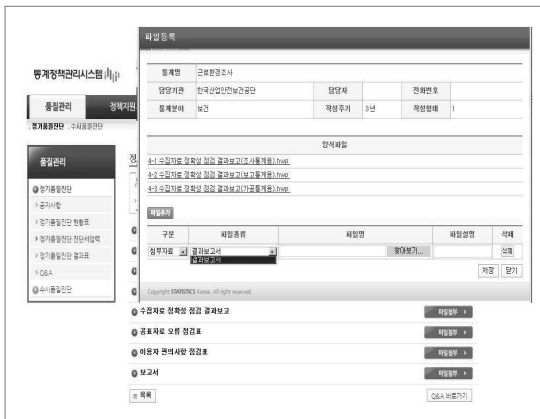 파일등록
통계정책관리시스템
품질관리 정책지원
정기품질진단 수시품질진단
품질관리
정기품질진단
> 공지사항
> 정기품질진단 현황표
> 정기품질진단 진단서입력
> 정기품질진단 결과표
> Q&A
수시품질진단
통계명 근로환경조사
담당기관 한국산업안전보건공단 담당자 전화번호
통계분야 보건 작성주기 3년 작성형태 1
양식파일
4-1 수집자료 정확성 점검 결과보고(조사통계용).hwp
4-2 수집자료 정확성 점검 결과보고(보고통계용).hwp
4-3 수집자료 정확성 점검 결과보고(가공통계용).hwp
파일추가
구분 파일종류 파일명 파일설명 삭제
첨부자료 결과보고서 찾아보기... 삭제
결과보고서
저장 닫기
Copyright STATISTICS Korea. All right reserved.
수집자료 정확성 점검 결과보고 파일첨부 >
공표자료 오류 점검표 파일첨부 >
이용자 편의사항 점검표 파일첨부 >
보고서 파일첨부 >
목록 Q&A 바로가기